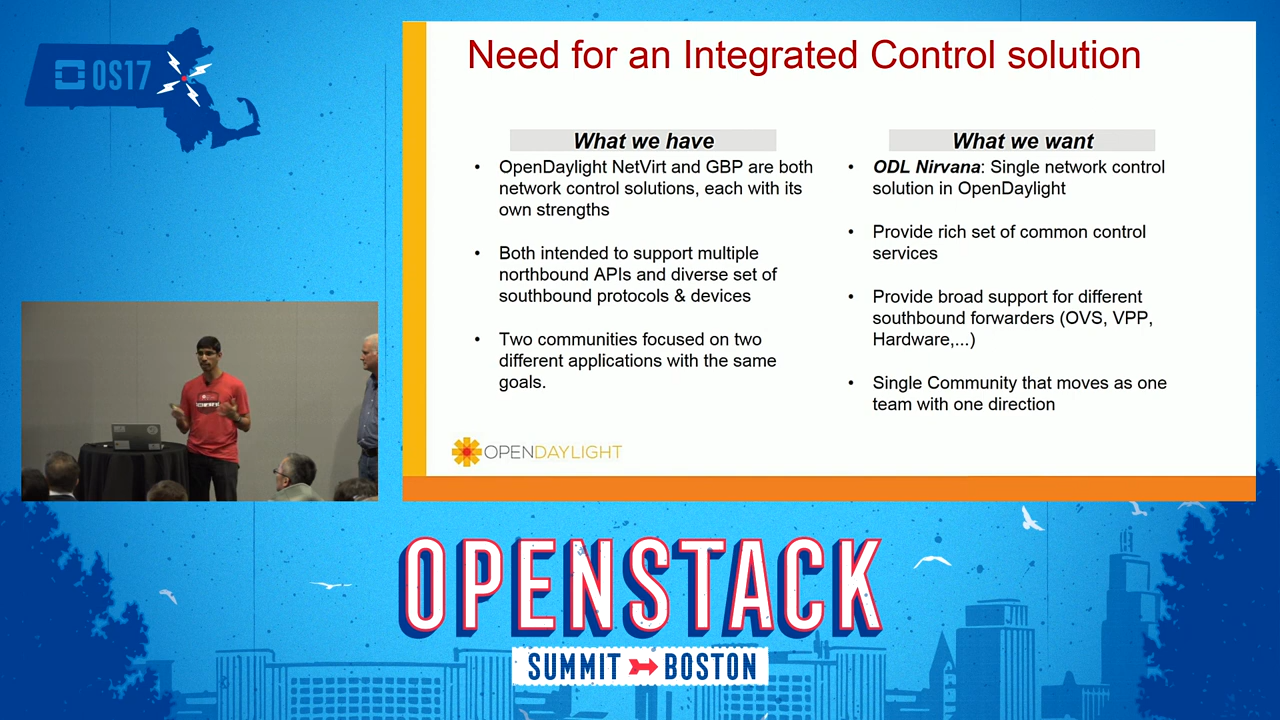 OS17
Need for an Integrated Control solution
What we have
• OpenDaylight NetVirt and GBP are both
network control solutions, each with its
own strengths
• Both intended to support multiple
northbound APIs and diverse set of
southbound protocols & devices
• Two communities focused on two
different applications with the same
goals.
What we want
• ODL Nirvana: Single network control
solution in OpenDaylight
• Provide rich set of common control
services
• Provide broad support for different
southbound forwarders (OVS, VPP,
Hardware,...)
• Single Community that moves as one
team with one direction
OPENDAYLIGHT
OPENSTACK
SUMMIT BOSTON